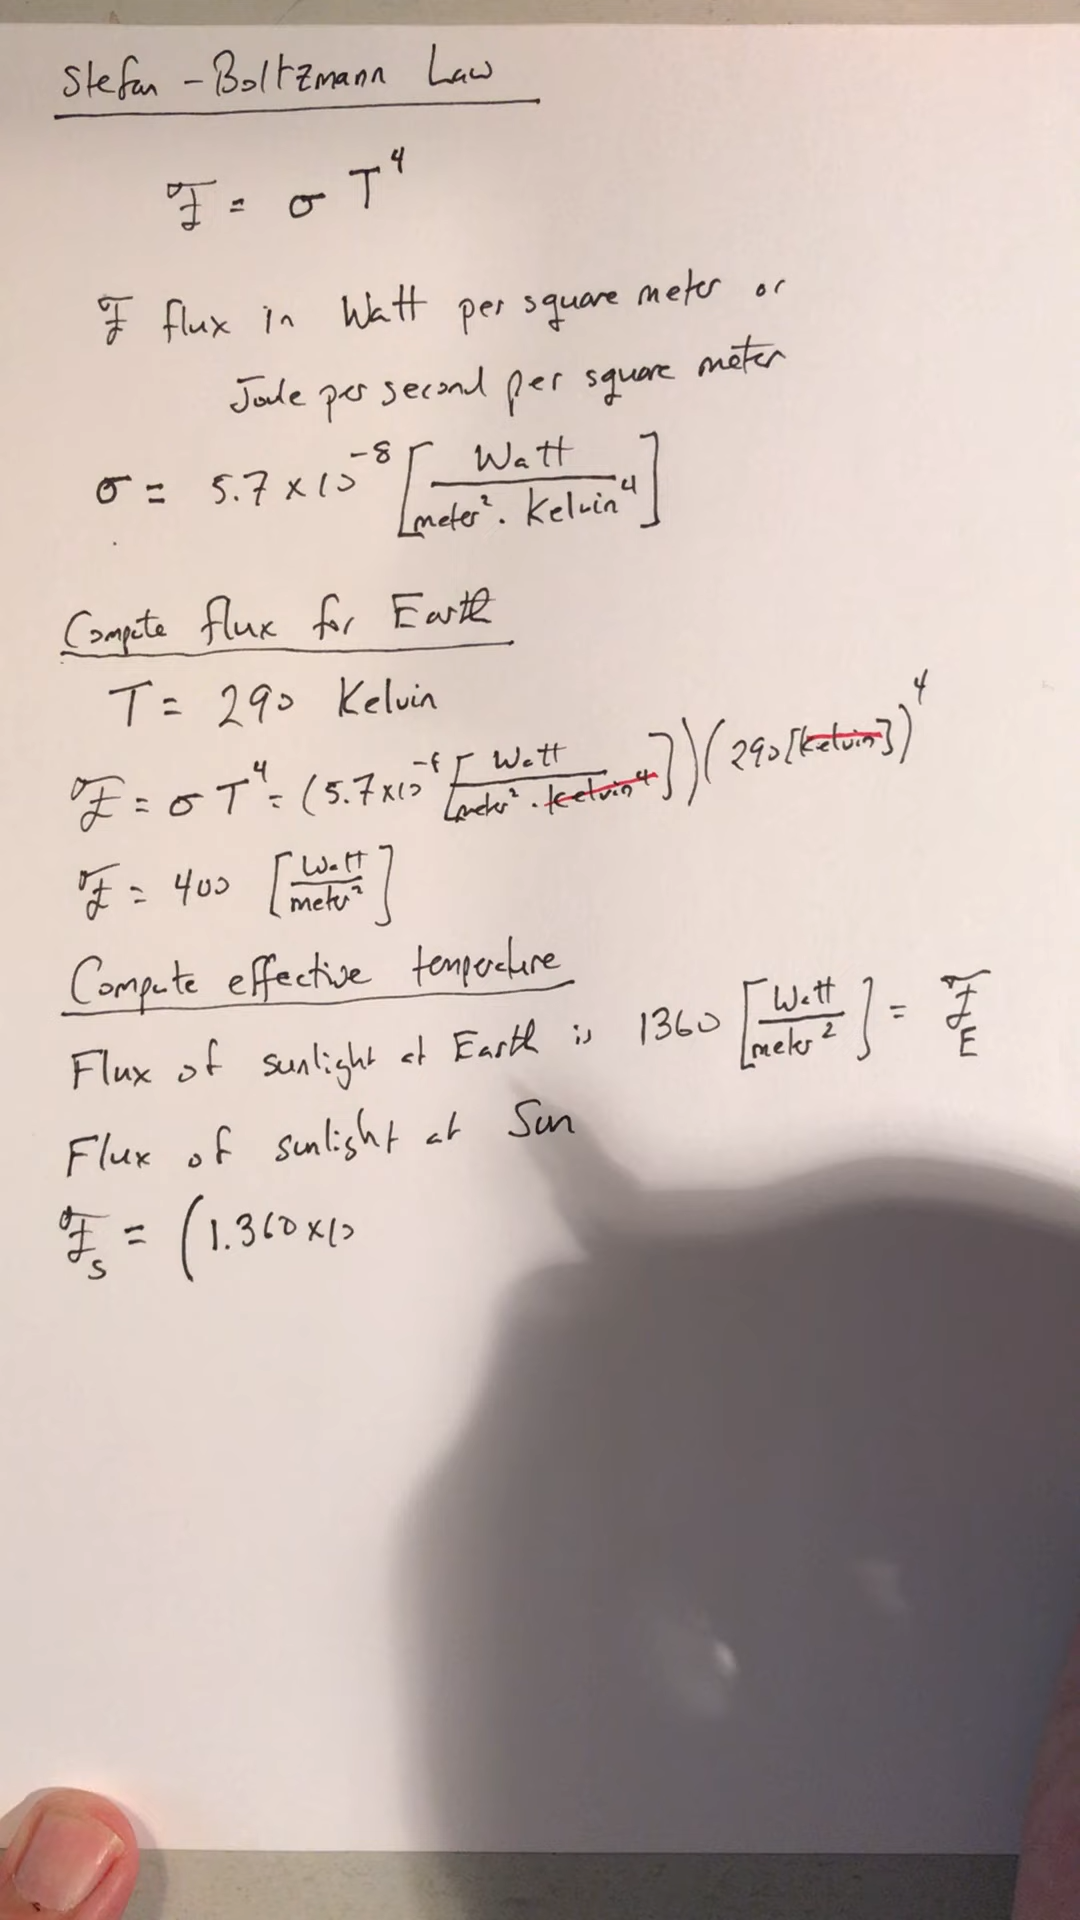 Stefan-Boltzmann Law
ℱ = σ T⁴
ℱ flux in Watt per square meter or
Joule per second per square meter
σ = 5.7 × 10⁻⁸ [Watt / meter² · Kelvin⁴]
Compute flux for Earth
T = 290 Kelvin
ℱ = σ T⁴ = (5.7×10⁻⁸ [Watt / meter² · Kelvin⁴])(290 [Kelvin])⁴
ℱ = 400 [Watt / meter²]
Compute effective temperature
Flux of sunlight at Earth is 1360 [Watt / meter²] = ℱ_E
Flux of sunlight at Sun
ℱ_S = (1.360×10